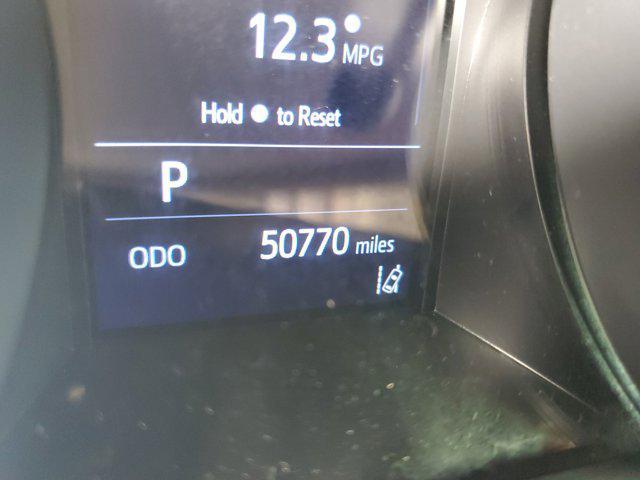 12.3 MPG
Hold ● to Reset
P
ODO 50770 miles